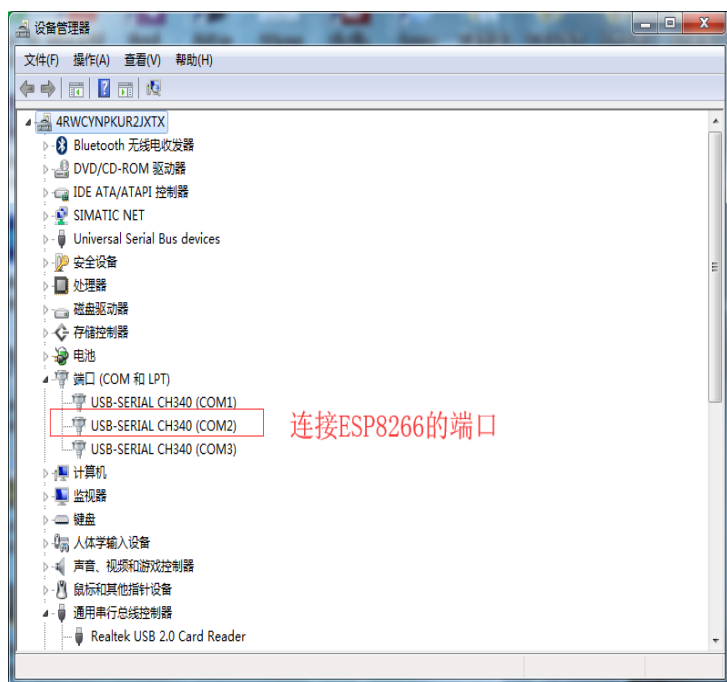 设备管理器
文件(F) 操作(A) 查看(V) 帮助(H)
4RWCYNPKUR2JXTX
Bluetooth 无线电收发器
DVD/CD-ROM 驱动器
IDE ATA/ATAPI 控制器
SIMATIC NET
Universal Serial Bus devices
安全设备
处理器
磁盘驱动器
存储控制器
电池
端口 (COM 和 LPT)
USB-SERIAL CH340 (COM1)
USB-SERIAL CH340 (COM2) 连接ESP8266的端口
USB-SERIAL CH340 (COM3)
计算机
监视器
键盘
人体学输入设备
声音、视频和游戏控制器
鼠标和其他指针设备
通用串行总线控制器
Realtek USB 2.0 Card Reader